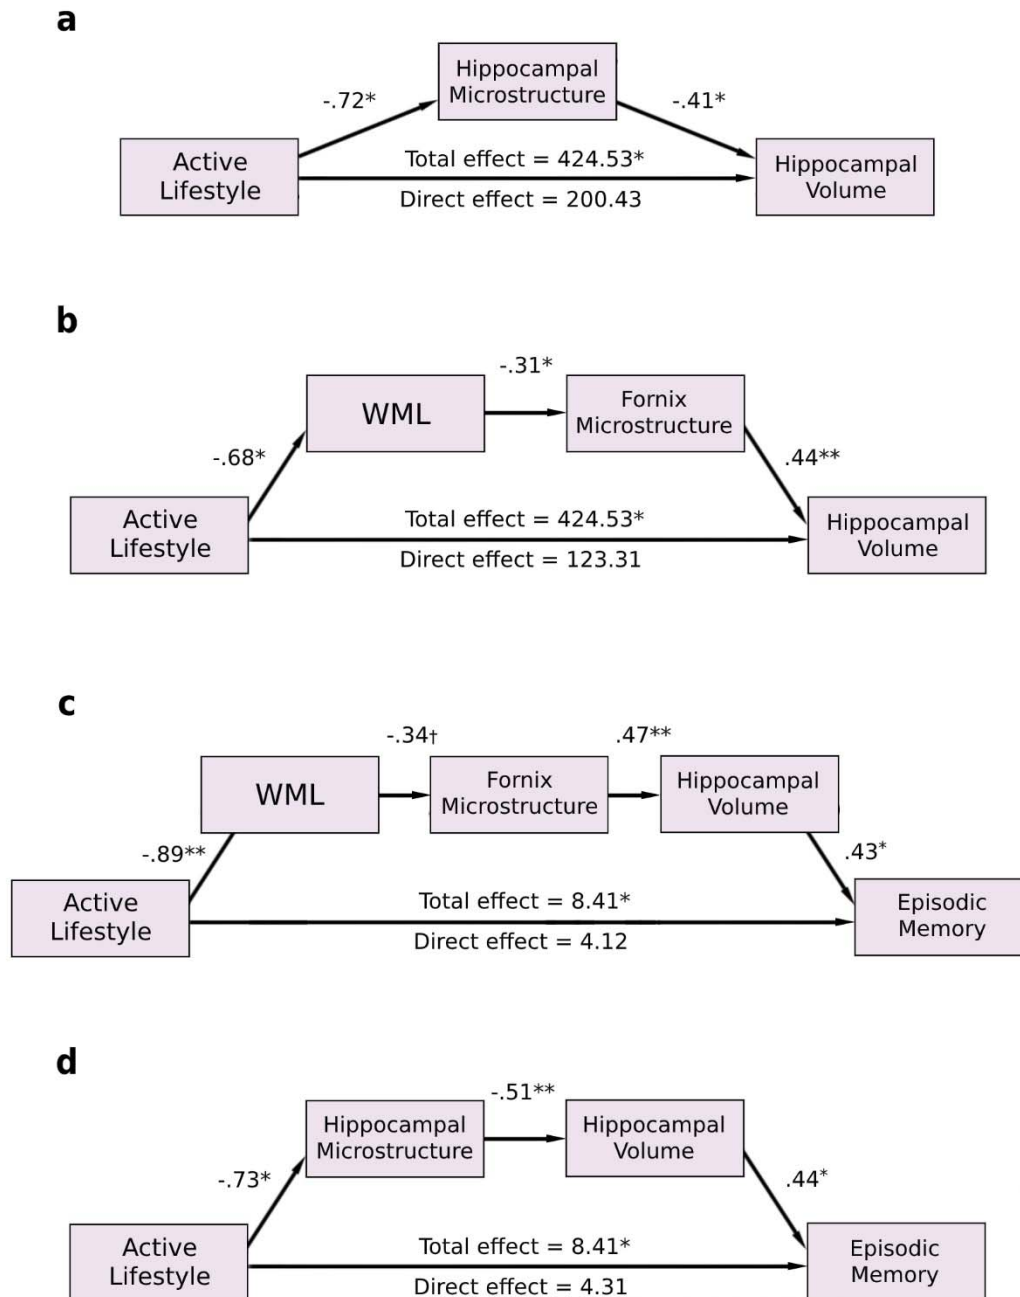 a
Hippocampal
Microstructure
-.72*
-.41*
Active
Lifestyle
Total effect = 424.53*
Direct effect = 200.43
Hippocampal
Volume
b
-.31*
WML
Fornix
Microstructure
-.68*
.44**
Active
Lifestyle
Total effect = 424.53*
Direct effect = 123.31
Hippocampal
Volume
c
-.34†
.47**
WML
Fornix
Microstructure
Hippocampal
Volume
-.89**
.43*
Active
Lifestyle
Total effect = 8.41*
Direct effect = 4.12
Episodic
Memory
d
-.51**
Hippocampal
Microstructure
Hippocampal
Volume
-.73*
.44*
Active
Lifestyle
Total effect = 8.41*
Direct effect = 4.31
Episodic
Memory